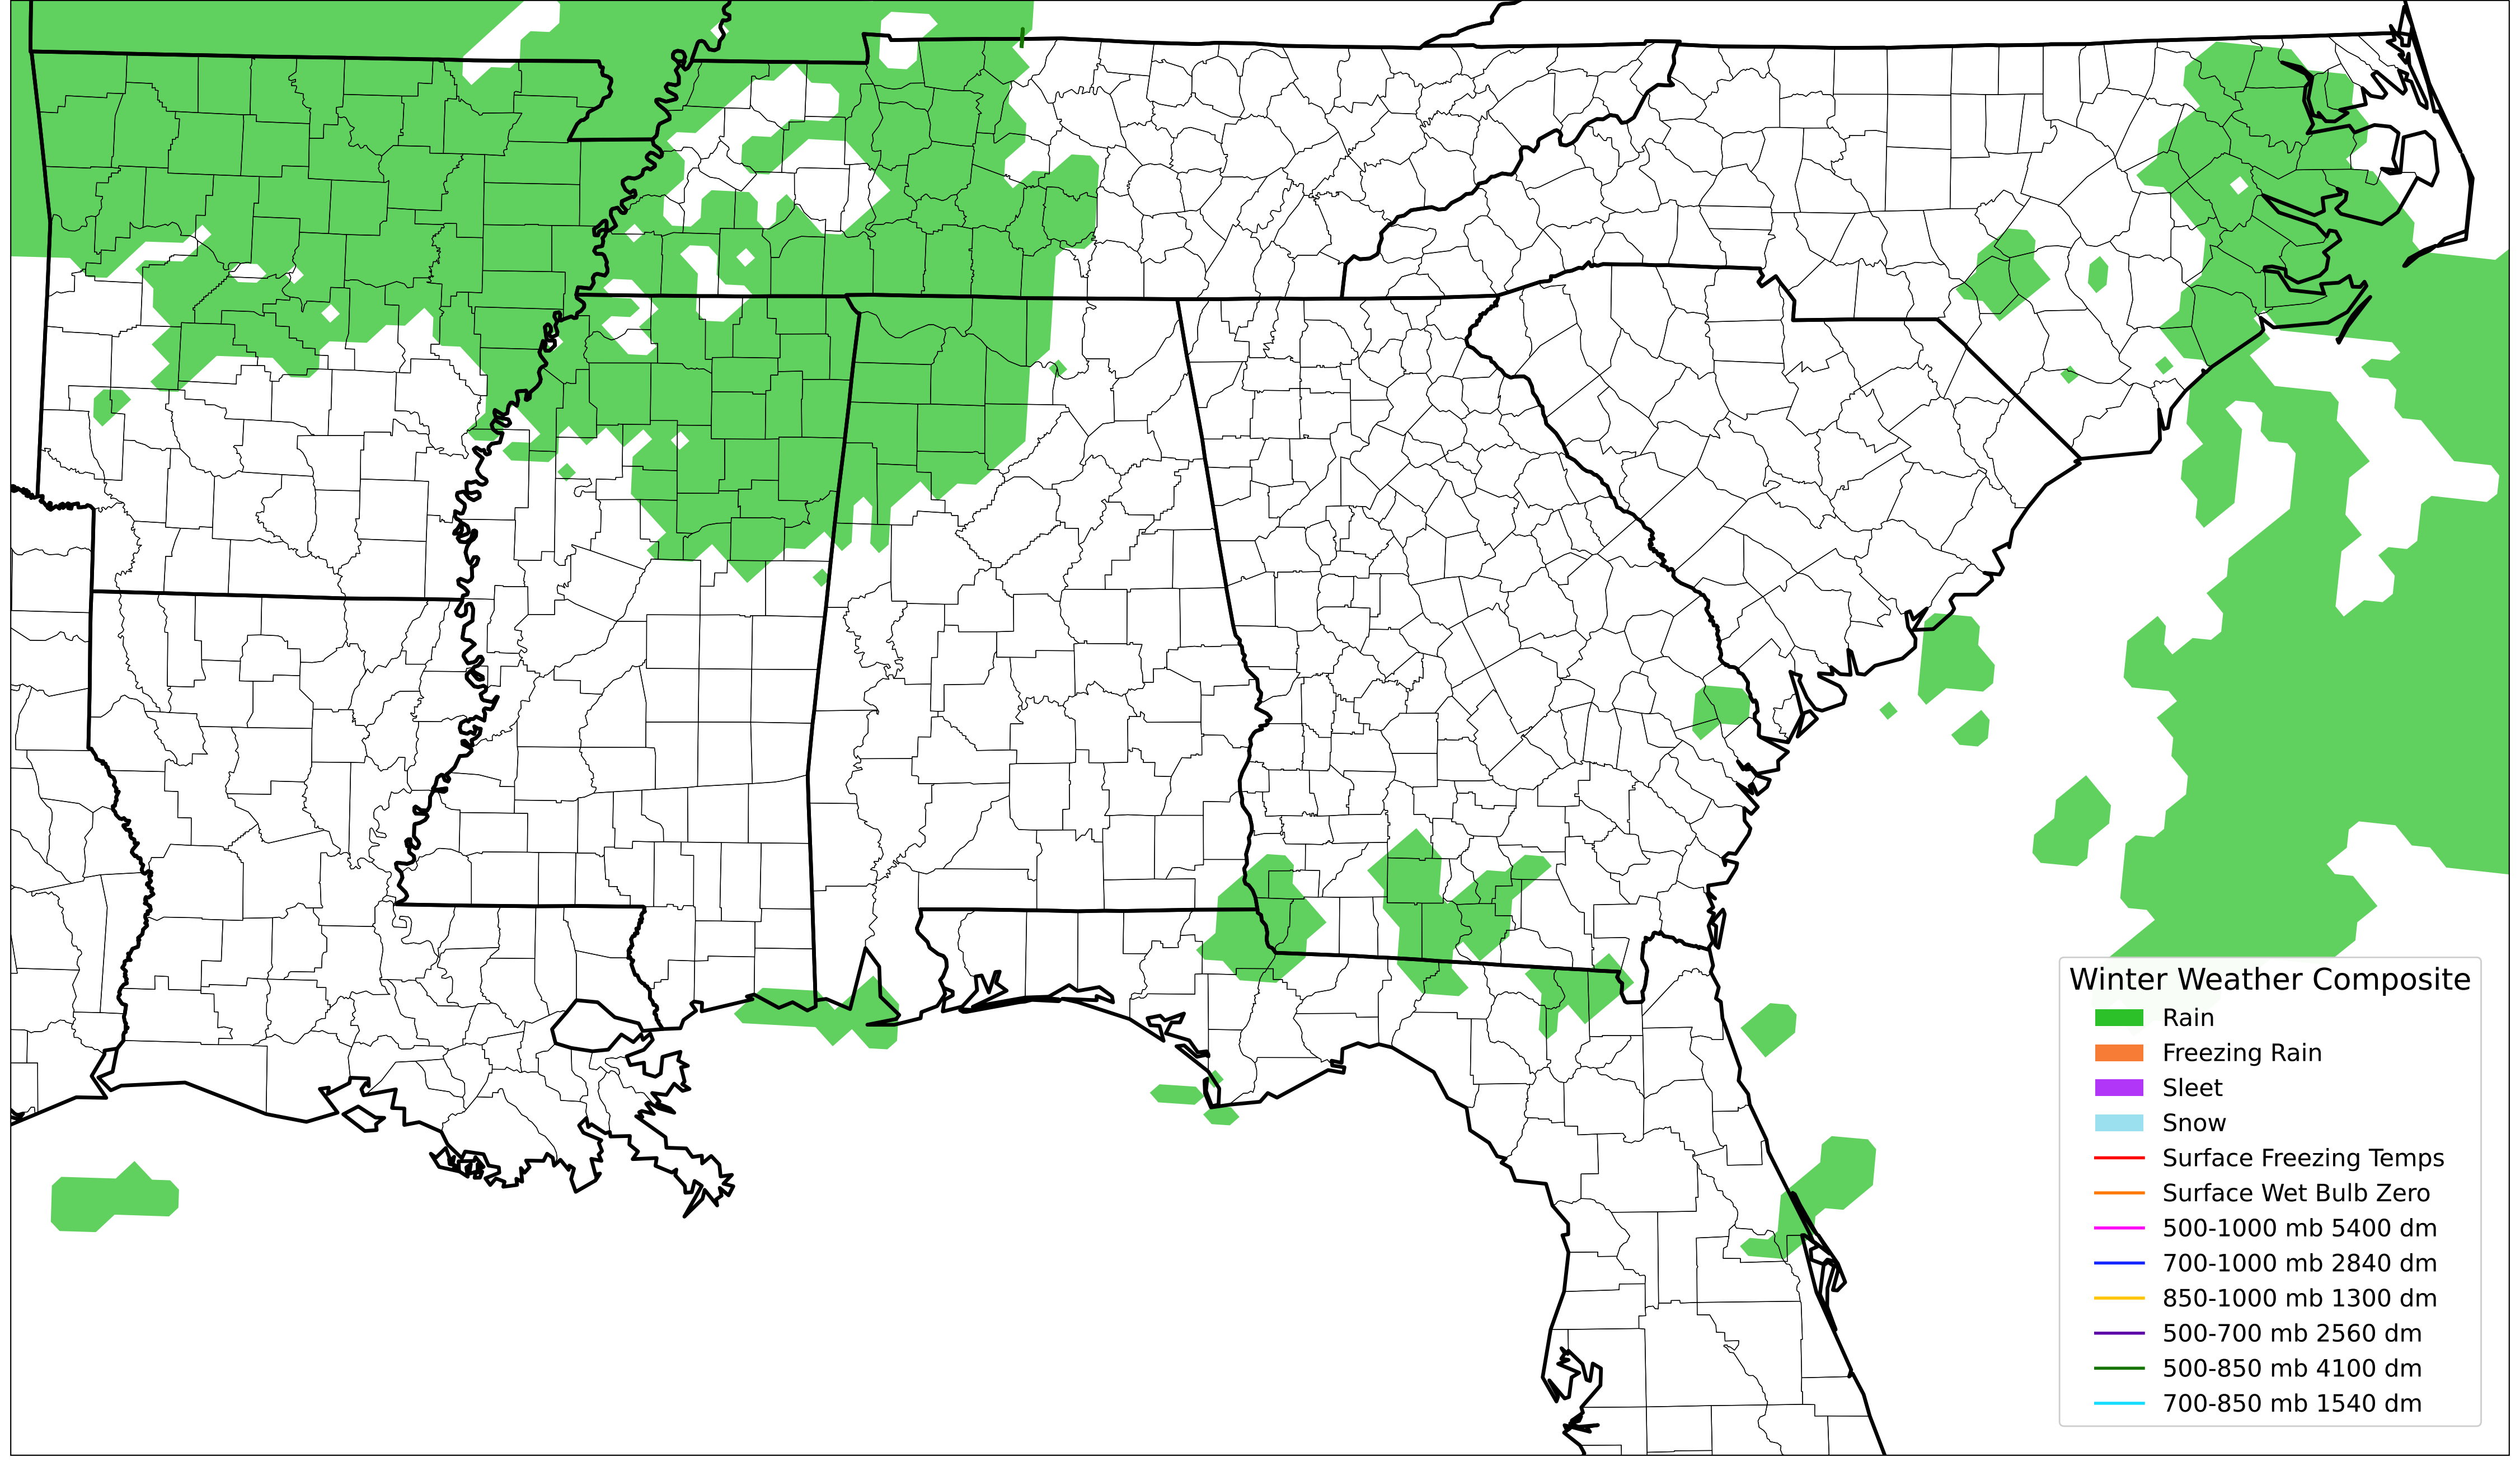 Winter Weather Composite
Rain
Freezing Rain
Sleet
Snow
Surface Freezing Temps
Surface Wet Bulb Zero
500-1000 mb 5400 dm
700-1000 mb 2840 dm
850-1000 mb 1300 dm
500-700 mb 2560 dm
500-850 mb 4100 dm
700-850 mb 1540 dm